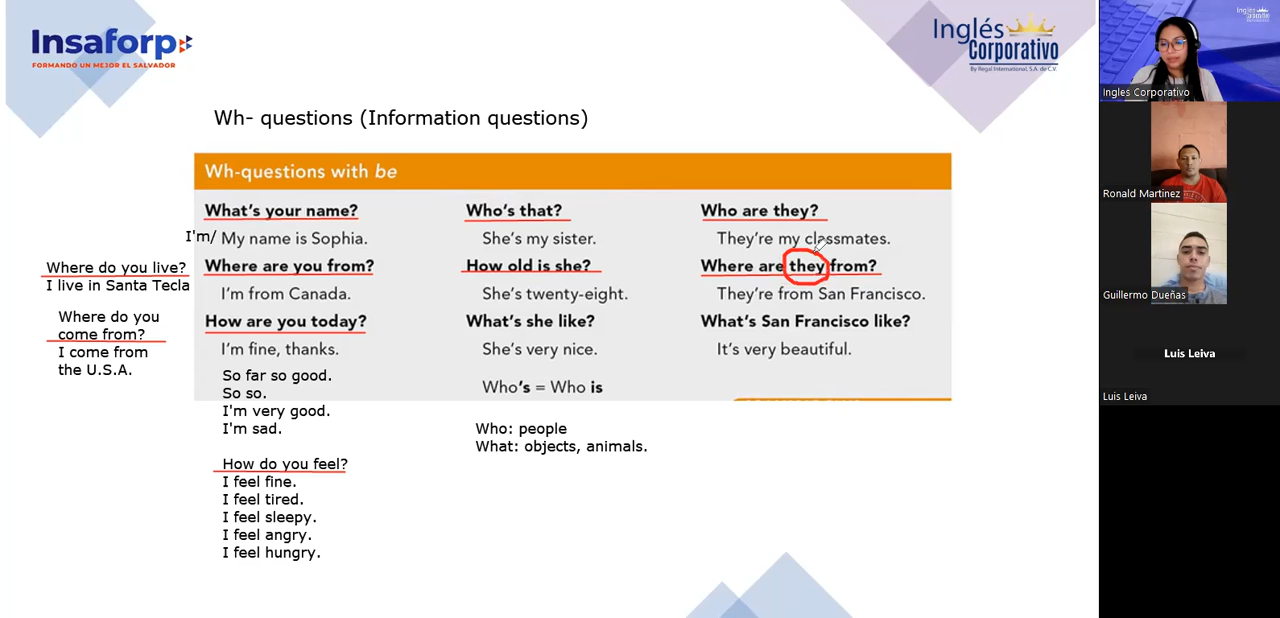 Insaforp
FORMANDO UN MEJOR EL SALVADOR
Inglés
Corporativo
By Regal International, S.A. de C.V.
Wh- questions (Information questions)
Wh-questions with be
What's your name?
I'm/ My name is Sophia.
Where are you from?
I'm from Canada.
How are you today?
I'm fine, thanks.
So far so good.
So so.
I'm very good.
I'm sad.
How do you feel?
I feel fine.
I feel tired.
I feel sleepy.
I feel angry.
I feel hungry.
Where do you live?
I live in Santa Tecla
Where do you
come from?
I come from
the U.S.A.
Who's that?
She's my sister.
How old is she?
She's twenty-eight.
What's she like?
She's very nice.
Who's = Who is
Who: people
What: objects, animals.
Who are they?
They're my classmates.
Where are they from?
They're from San Francisco.
What's San Francisco like?
It's very beautiful.
Inglés
Ingles Corporativo
Ronald Martinez
Guillermo Dueñas
Luis Leiva
Luis Leiva